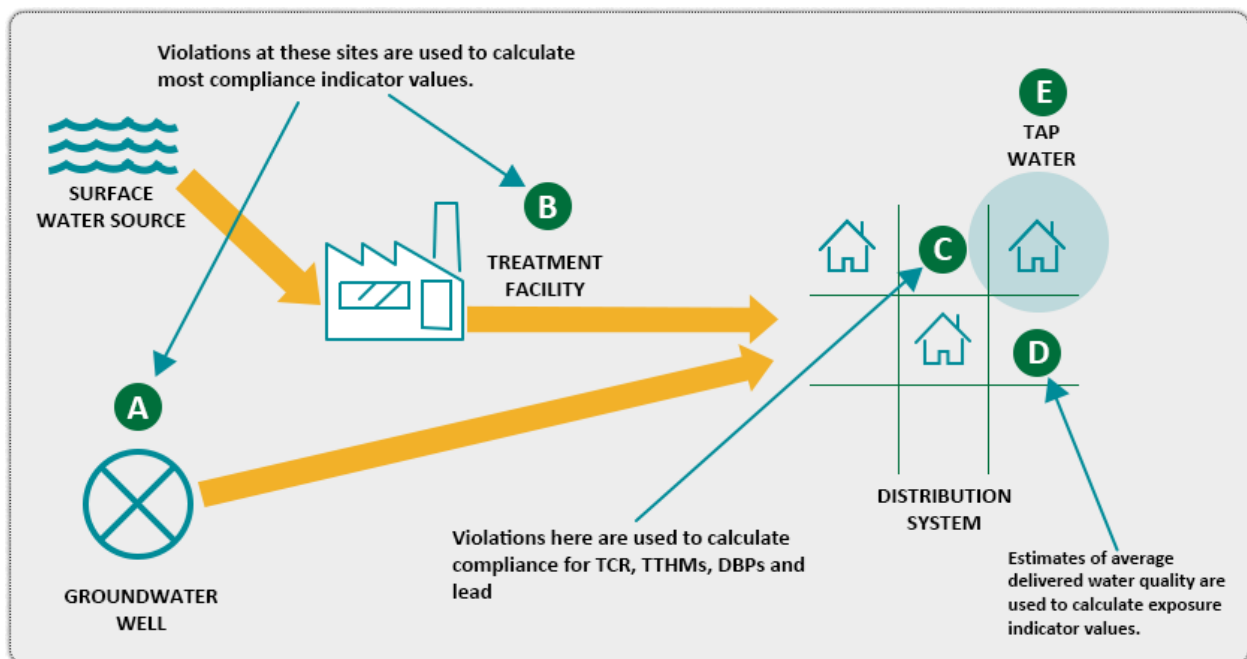 Violations at these sites are used to calculate
most compliance indicator values.
E
TAP
WATER
SURFACE
WATER SOURCE
B
TREATMENT
FACILITY
C
D
A
DISTRIBUTION
SYSTEM
Violations here are used to calculate
compliance for TCR, TTHMs, DBPs and
lead
Estimates of average
delivered water quality are
used to calculate exposure
indicator values.
GROUNDWATER
WELL